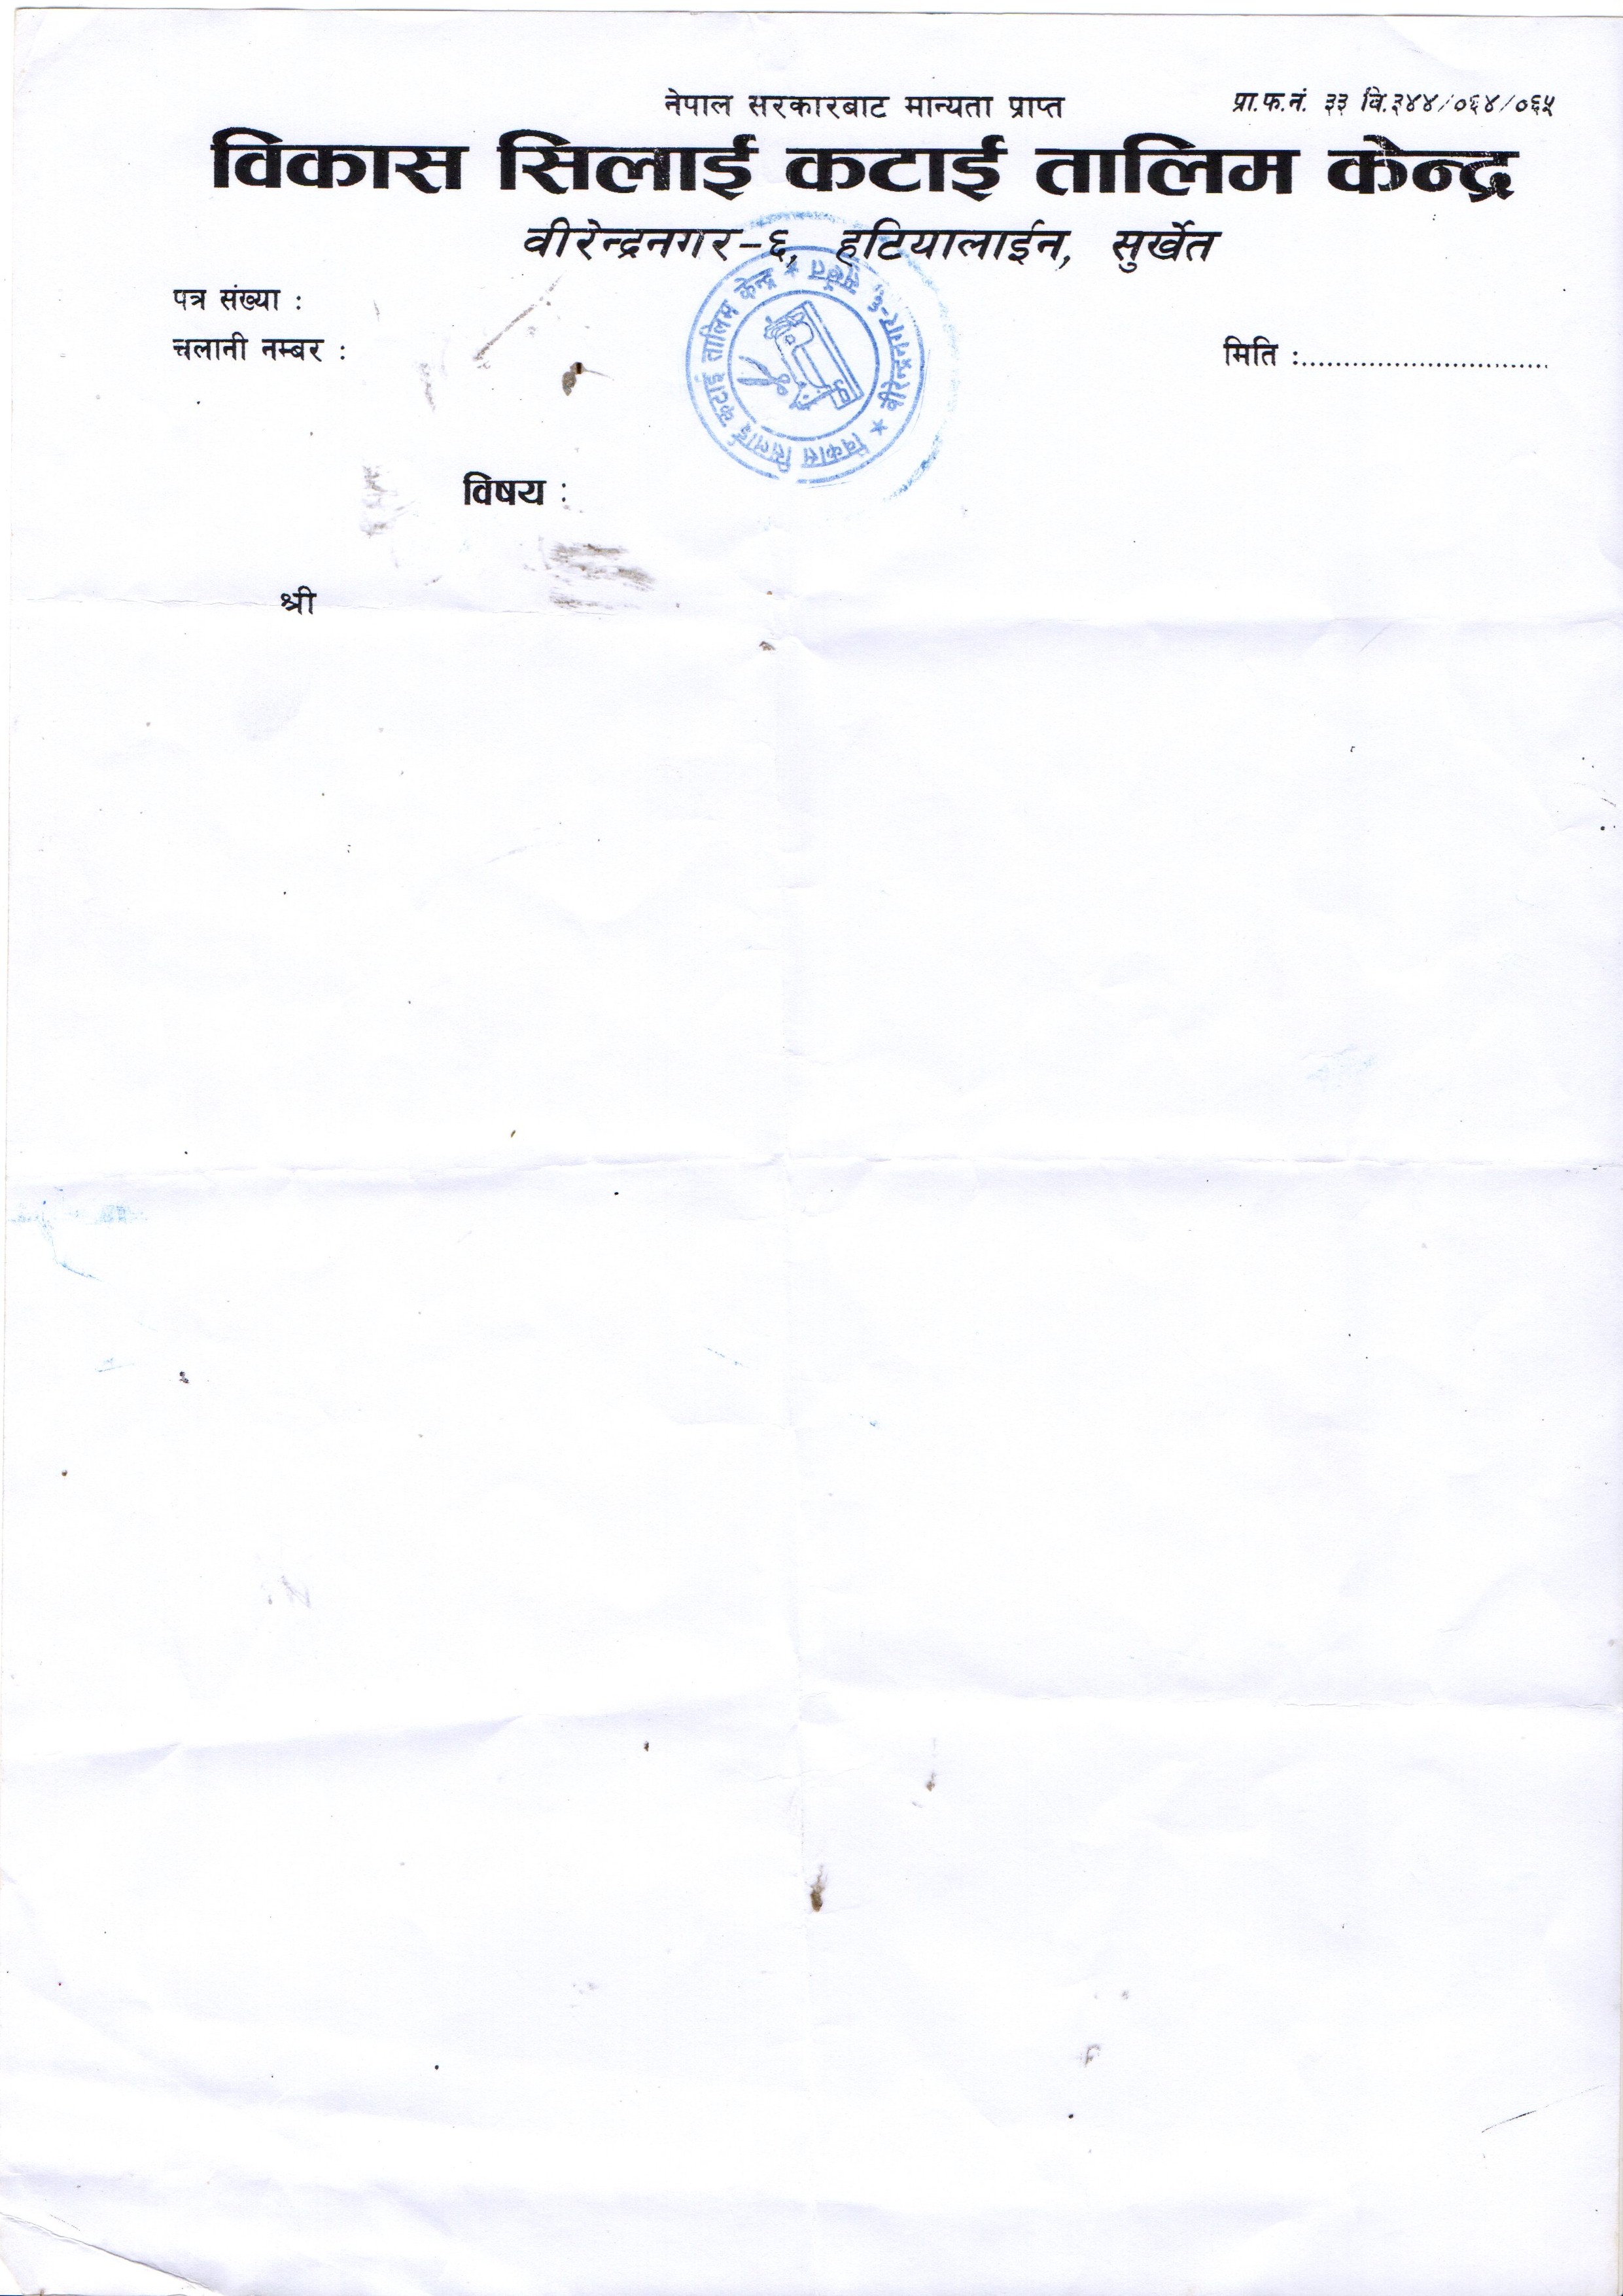 नेपाल सरकारबाट मान्यता प्राप्त
प्रा.फ.नं. ३३ वि.३४४/०६४/०६५
विकास सिलाई कटाई तालिम केन्द्र
वीरेन्द्रनगर-६, हटियालाईन, सुर्खेत
पत्र संख्या :
चलानी नम्बर :
मिति :..............................
विकास सिलाई कटाई तालिम केन्द्र ★ वीरेन्द्रनगर-६, सुर्खेत ★
विषय :
श्री